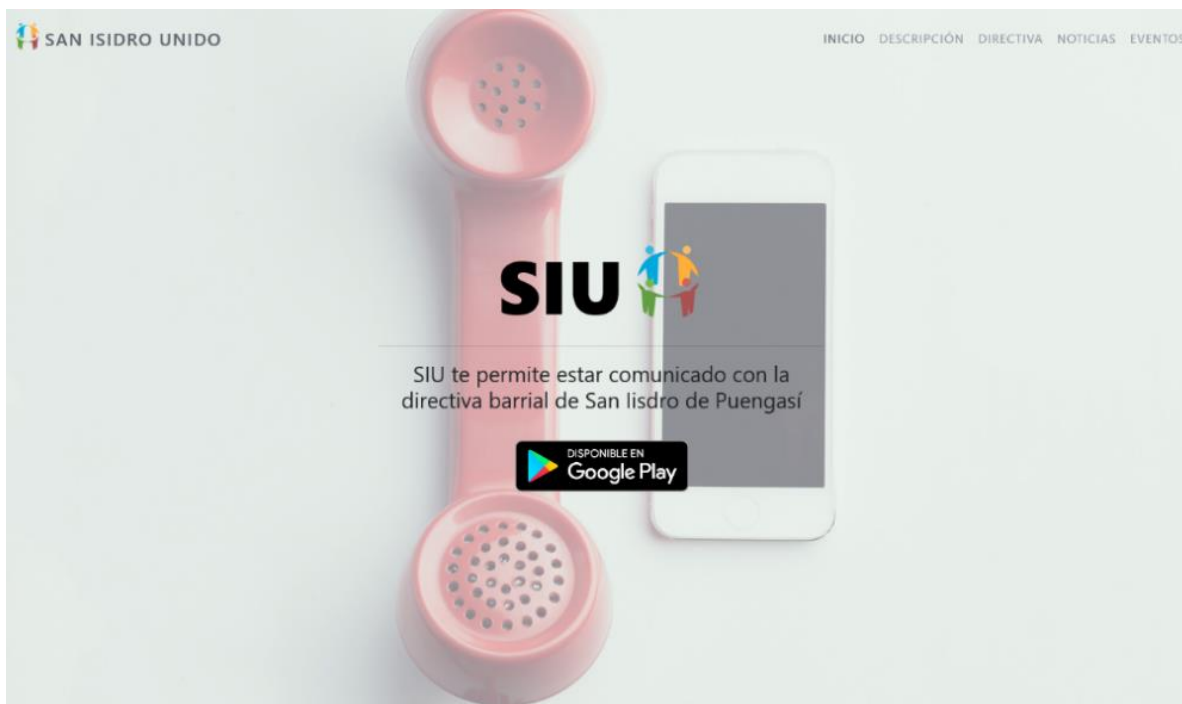 SAN ISIDRO UNIDO
INICIO DESCRIPCIÓN DIRECTIVA NOTICIAS EVENTOS
SIU
SIU te permite estar comunicado con la
directiva barrial de San Iisdro de Puengasí
DISPONIBLE EN
Google Play